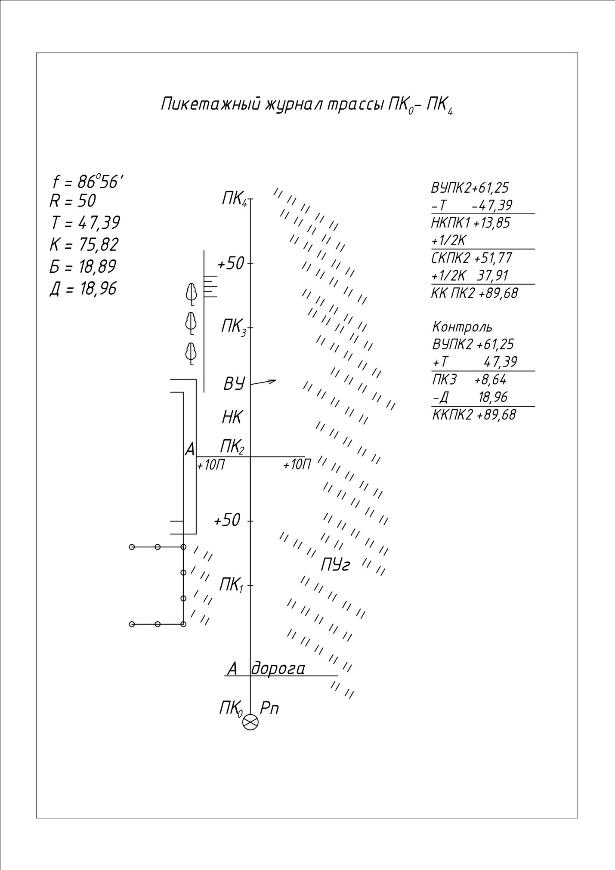 Пикетажный журнал трассы ПК0– ПК4
f = 86°56'
R = 50
Т = 47,39
К = 75,82
Б = 18,89
Д = 18,96
ВУПК2+61,25
–Т –47,39
НКПК1 +13,85
+1/2К
СКПК2 +51,77
+1/2К 37,91
КК ПК2 +89,68
Контроль
ВУПК2 +61,25
+Т 47,39
ПК3 +8,64
–Д 18,96
ККПК2 +89,68
ПК4
+50
ПК3
ВУ
НК
А
ПК2
+10П +10П
+50
ПУг
ПК1
А дорога
ПК0 Рп